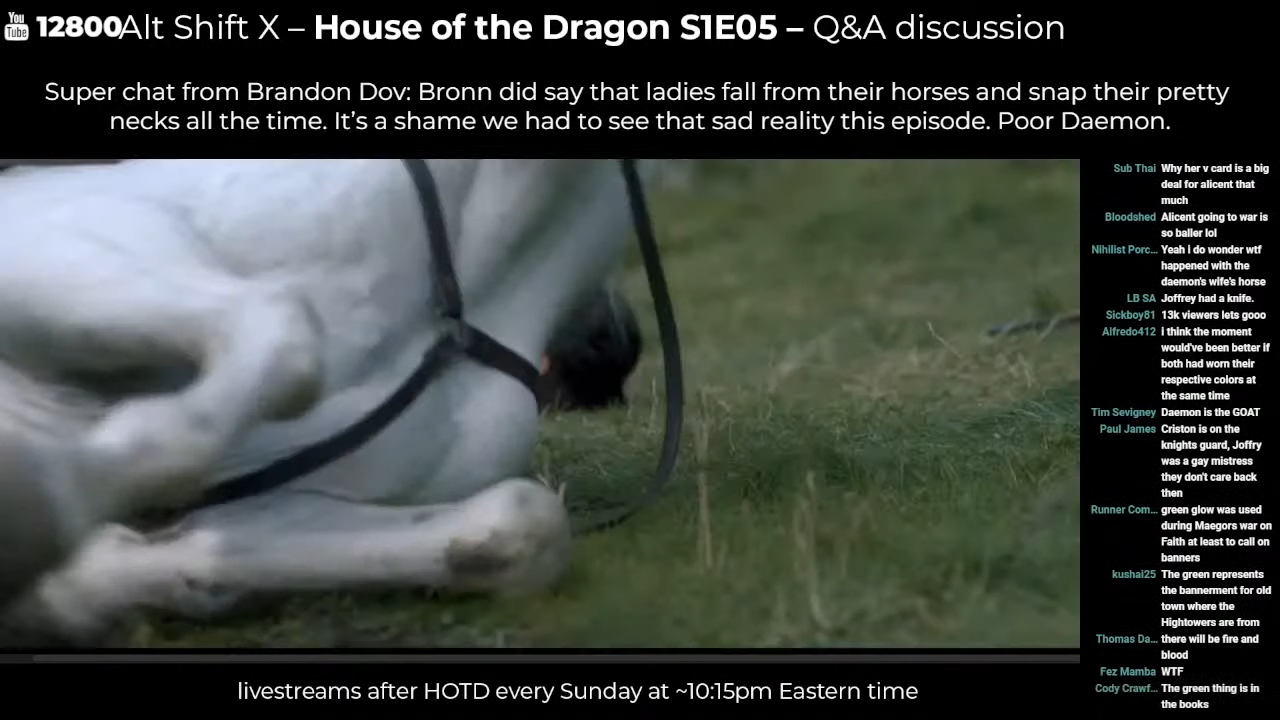 You
Tube
12800 Alt Shift X – House of the Dragon S1E05 – Q&A discussion
Super chat from Brandon Dov: Bronn did say that ladies fall from their horses and snap their pretty
necks all the time. It’s a shame we had to see that sad reality this episode. Poor Daemon.
Sub Thai Why her v card is a big
deal for alicent that
much
Bloodshed Alicent going to war is
so baller lol
Nihilist Porc... Yeah i do wonder wtf
happened with the
daemon's wife's horse
LB SA Joffrey had a knife.
Sickboy81 13k viewers lets gooo
Alfredo412 i think the moment
would've been better if
both had worn their
respective colors at
the same time
Tim Sevigney Daemon is the GOAT
Paul James Criston is on the
knights guard, Joffry
was a gay mistress
they don't care back
then
Runner Com... green glow was used
during Maegors war on
Faith at least to call on
banners
kushai25 The green represents
the bannerment for old
town where the
Hightowers are from
Thomas Da... there will be fire and
blood
Fez Mamba WTF
Cody Crawf... The green thing is in
the books
livestreams after HOTD every Sunday at ~10:15pm Eastern time